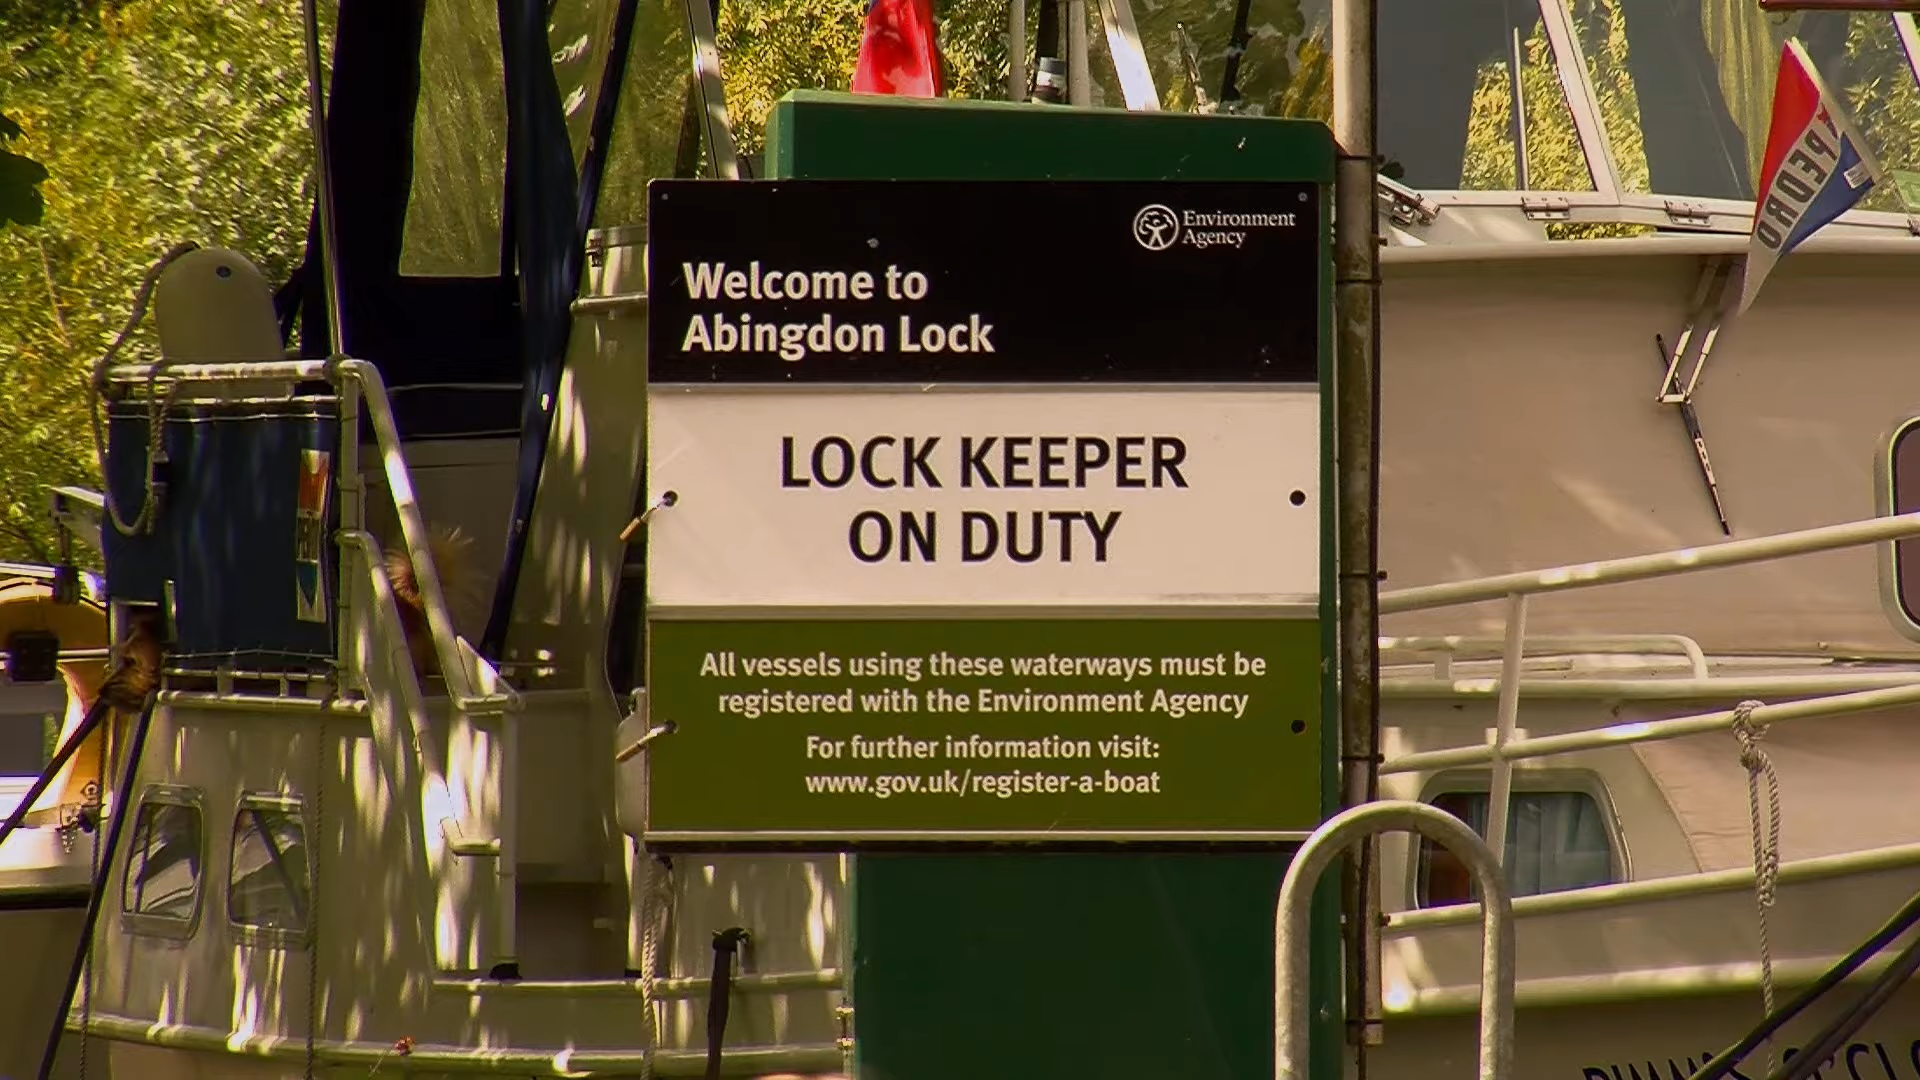 Environment
Agency
Welcome to
Abingdon Lock
LOCK KEEPER
ON DUTY
All vessels using these waterways must be
registered with the Environment Agency
For further information visit:
www.gov.uk/register-a-boat
PEDRO